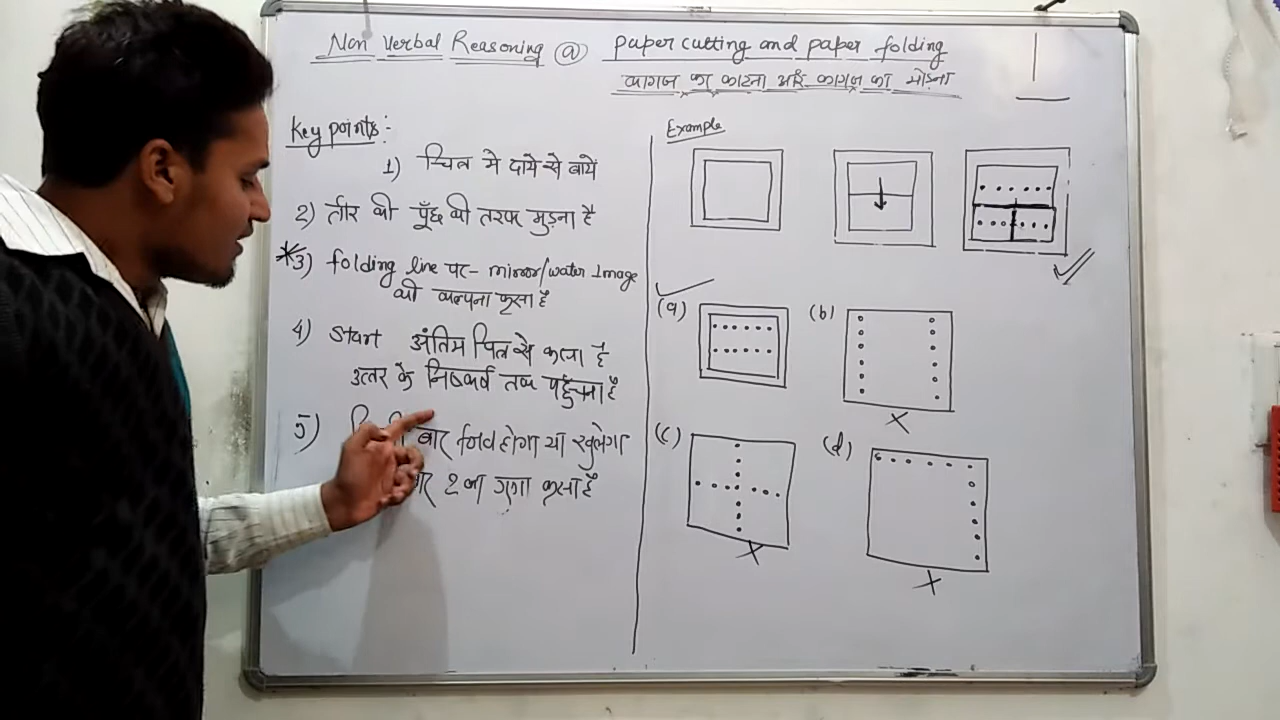 Non Verbal Reasoning @ paper cutting and paper folding
कागज का काटना और कागज का मोड़ना
Key points:-
1) चित्र मे दाये से बाये
2) तीर की पूँछ की तरफ मुड़ना है
*3) folding line पर - mirror/water image
की कल्पना करना है
4) start अंतिम चित्र से करना है
उत्तर के निष्कर्ष तक पहुँचना है
5) बार होगा या खुलेगा
2 का गुणा करना है
Example
(a)
(b)
(c)
(d)